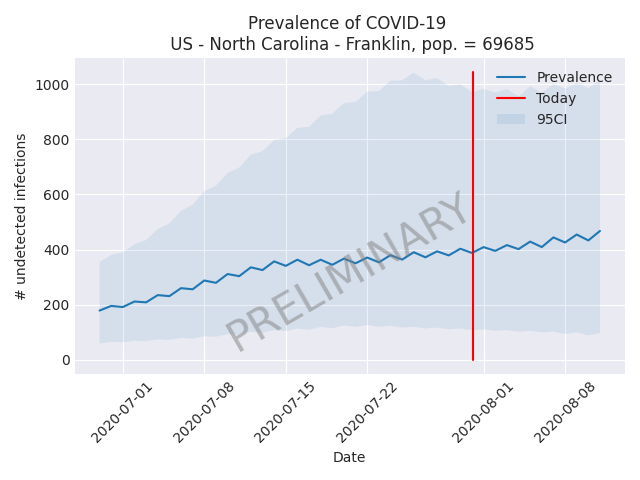 Prevalence of COVID-19
US - North Carolina - Franklin, pop. = 69685
1000
800
600
400
200
0
# undetected infections
Prevalence
Today
95CI
PRELIMINARY
2020-07-01
2020-07-08
2020-07-15
2020-07-22
2020-08-01
2020-08-08
Date